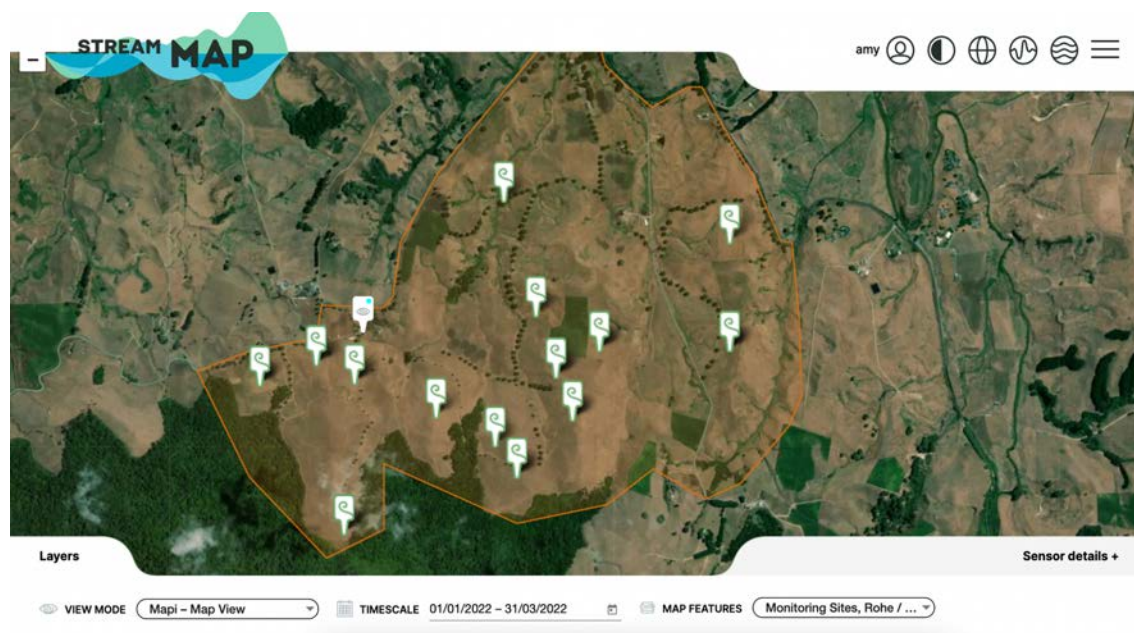 STREAM MAP
amy
Layers
Sensor details +
VIEW MODE
Mapi – Map View
TIMESCALE
01/01/2022 – 31/03/2022
MAP FEATURES
Monitoring Sites, Rohe / ...